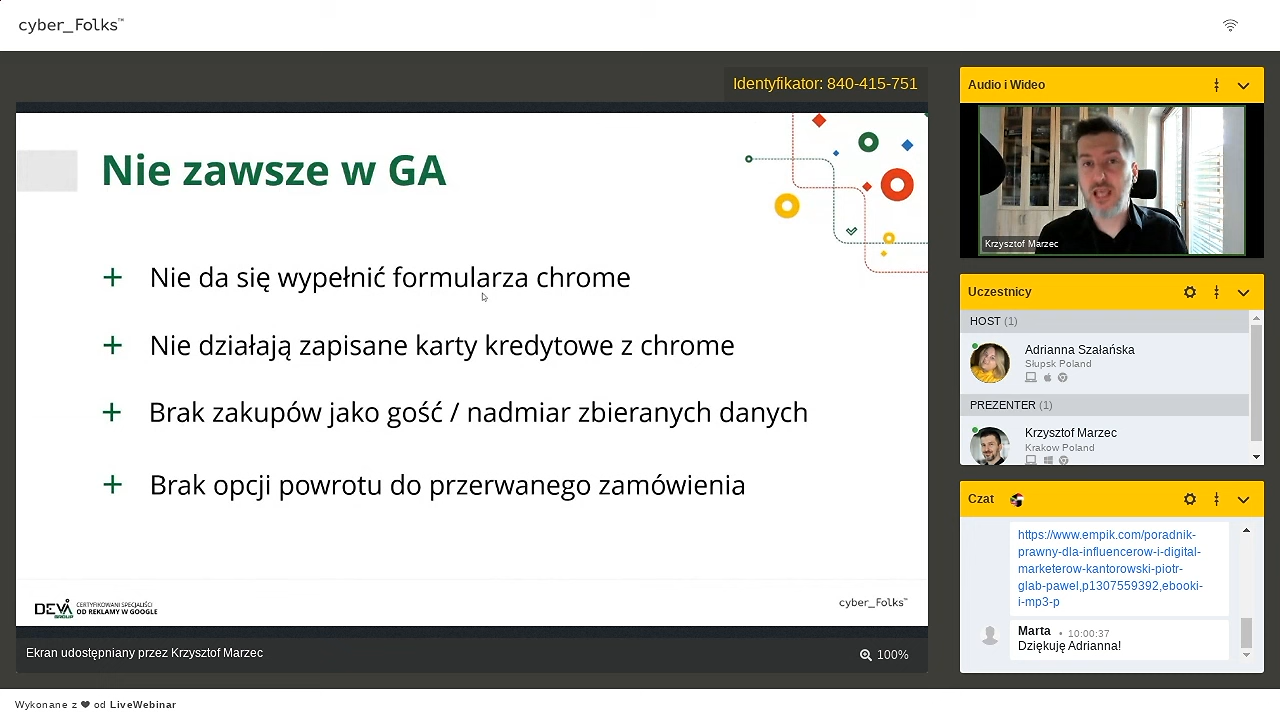 cyber_Folks™
Identyfikator: 840-415-751
Nie zawsze w GA
+ Nie da się wypełnić formularza chrome
+ Nie działają zapisane karty kredytowe z chrome
+ Brak zakupów jako gość / nadmiar zbieranych danych
+ Brak opcji powrotu do przerwanego zamówienia
DEVA GROUP
CERTYFIKOWANI SPECJALIŚCI
OD REKLAMY W GOOGLE
cyber_Folks™
Ekran udostępniany przez Krzysztof Marzec
100%
Audio i Wideo
Krzysztof Marzec
Uczestnicy
HOST (1)
Adrianna Szałańska
Słupsk Poland
PREZENTER (1)
Krzysztof Marzec
Krakow Poland
Czat
https://www.empik.com/poradnik-
prawny-dla-influencerow-i-digital-
marketerow-kantorowski-piotr-
glab-pawel,p1307559392,ebooki-
i-mp3-p
Marta • 10:00:37
Dziękuję Adrianna!
Wykonane z ❤ od LiveWebinar